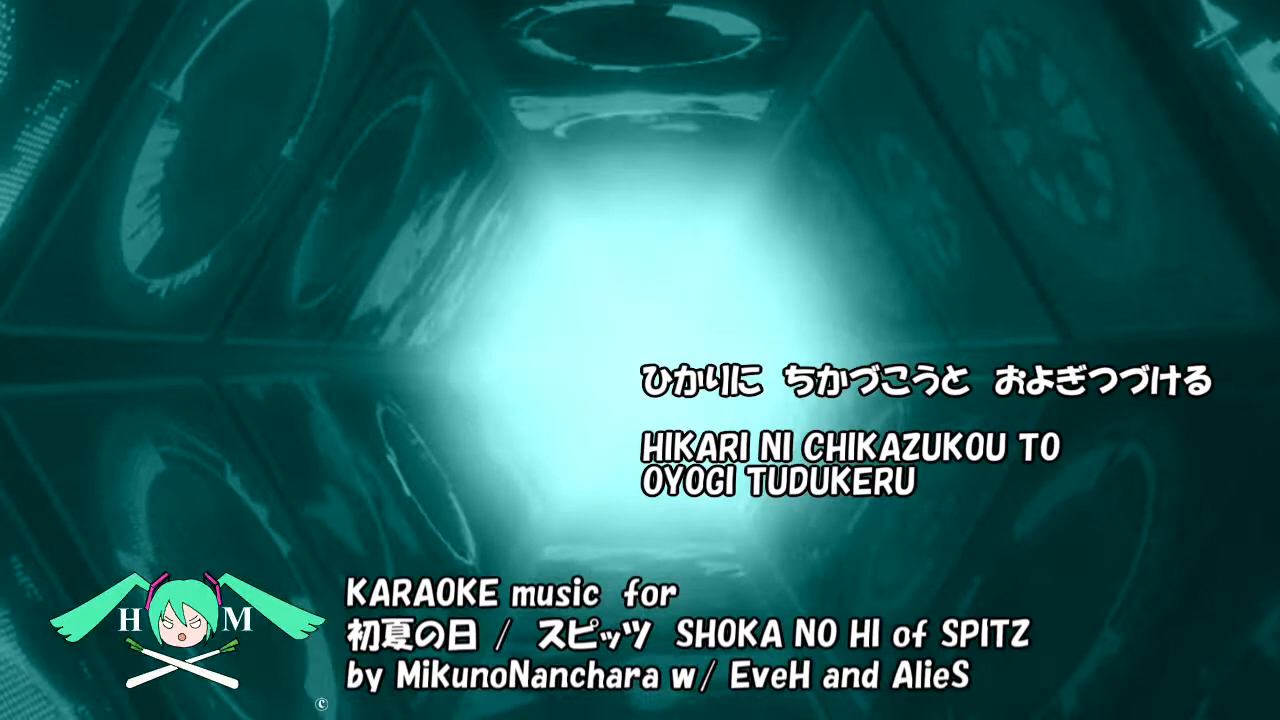 ひかりに ちかづこうと およぎつづける
HIKARI NI CHIKAZUKOU TO
OYOGI TUDUKERU
H M
KARAOKE music for
初夏の日 / スピッツ SHOKA NO HI of SPITZ
by MikunoNanchara w/ EveH and AlieS
©